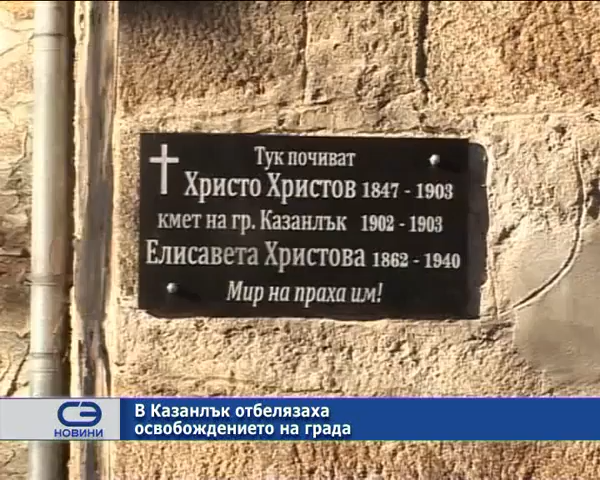 Тук почиват
Христо Христов 1847 - 1903
кмет на гр. Казанлък 1902 - 1903
Елисавета Христова 1862 - 1940
Мир на праха им!
СЭ
НОВИНИ
В Казанлък отбелязаха
освобождението на града